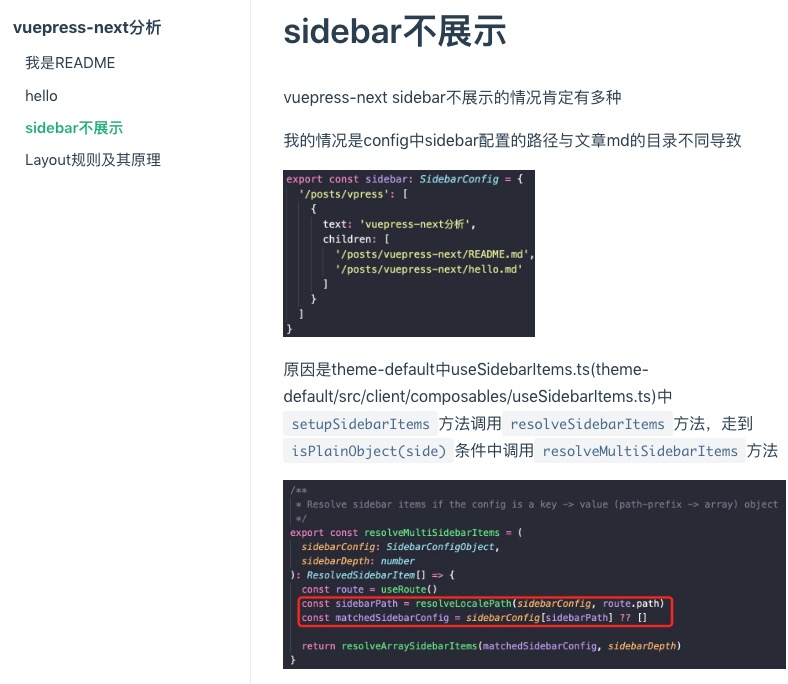 vuepress-next分析
我是README
hello
sidebar不展示
Layout规则及其原理
sidebar不展示
vuepress-next sidebar不展示的情况肯定有多种
我的情况是config中sidebar配置的路径与文章md的目录不同导致
export const sidebar: SidebarConfig = {
'/posts/vpress': [
{
text: 'vuepress-next分析',
children: [
'/posts/vuepress-next/README.md',
'/posts/vuepress-next/hello.md'
]
}
]
}
原因是theme-default中useSidebarItems.ts(theme-
default/src/client/composables/useSidebarItems.ts)中
setupSidebarItems 方法调用 resolveSidebarItems 方法，走到
isPlainObject(side) 条件中调用 resolveMultiSidebarItems 方法
/**
* Resolve sidebar items if the config is a key -> value (path-prefix -> array) object
*/
export const resolveMultiSidebarItems = (
sidebarConfig: SidebarConfigObject,
sidebarDepth: number
): ResolvedSidebarItem[] => {
const route = useRoute()
const sidebarPath = resolveLocalePath(sidebarConfig, route.path)
const matchedSidebarConfig = sidebarConfig[sidebarPath] ?? []
return resolveArraySidebarItems(matchedSidebarConfig, sidebarDepth)
}